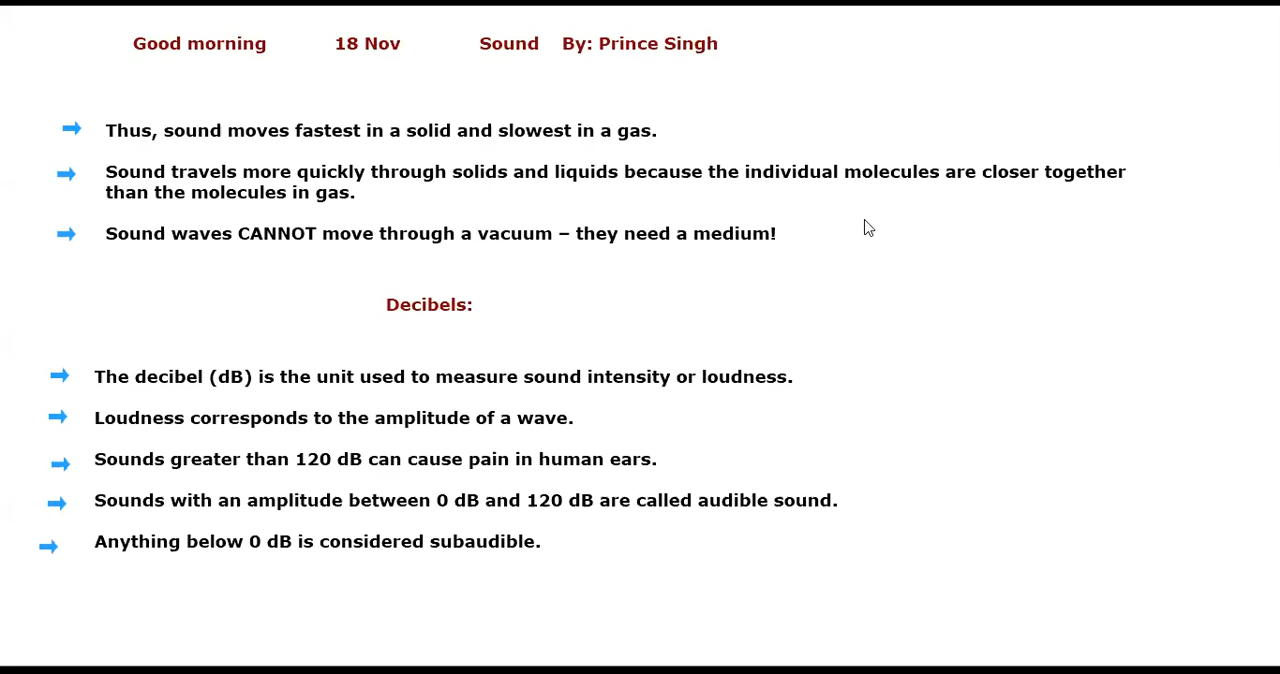 Good morning 18 Nov Sound By: Prince Singh
Thus, sound moves fastest in a solid and slowest in a gas.
Sound travels more quickly through solids and liquids because the individual molecules are closer together
than the molecules in gas.
Sound waves CANNOT move through a vacuum – they need a medium!
Decibels:
The decibel (dB) is the unit used to measure sound intensity or loudness.
Loudness corresponds to the amplitude of a wave.
Sounds greater than 120 dB can cause pain in human ears.
Sounds with an amplitude between 0 dB and 120 dB are called audible sound.
Anything below 0 dB is considered subaudible.